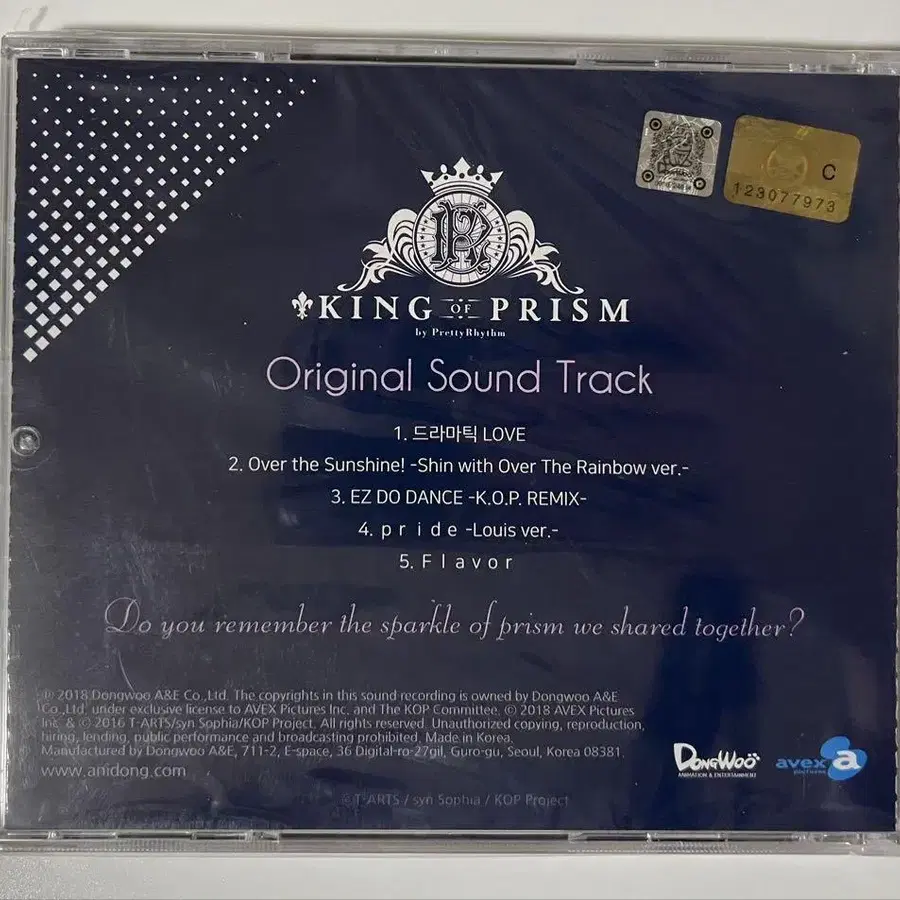 C
123077973
DongWoo
KING OF PRISM
by PrettyRhythm
Original Sound Track
1. 드라마틱 LOVE
2. Over the Sunshine! -Shin with Over The Rainbow ver.-
3. EZ DO DANCE -K.O.P. REMIX-
4. p r i d e -Louis ver.-
5. F l a v o r
Do you remember the sparkle of prism we shared together?
℗ 2018 Dongwoo A&E Co.,Ltd. The copyrights in this sound recording is owned by Dongwoo A&E
Co.,Ltd. under exclusive license to AVEX Pictures Inc. and The KOP Committee. © 2018 AVEX Pictures
Inc. & © 2016 T-ARTS/syn Sophia/KOP Project. All rights reserved. Unauthorized copying, reproduction,
hiring, lending, public performance and broadcasting prohibited. Made in Korea.
Manufactured by Dongwoo A&E, 711-2, E-space, 36 Digital-ro-27gil, Guro-gu, Seoul, Korea 08381.
www.anidong.com
DONGWOO
ANIMATION & ENTERTAINMENT
avex
pictures
©T-ARTS / syn Sophia / KOP Project